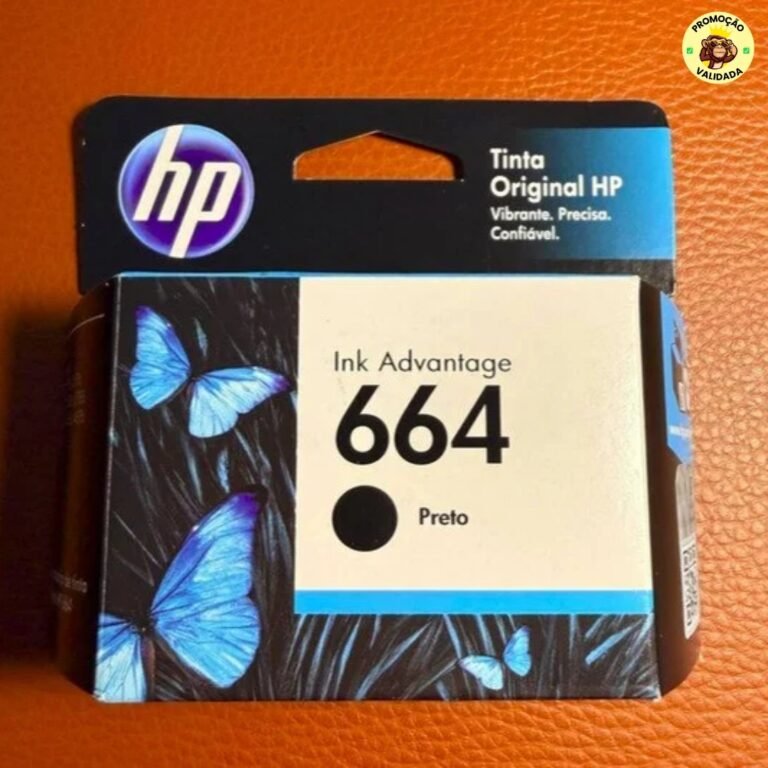 PROMOÇÃO
VALIDADA
hp
Tinta
Original HP
Vibrante. Precisa.
Confiável.
Ink Advantage
664
Preto